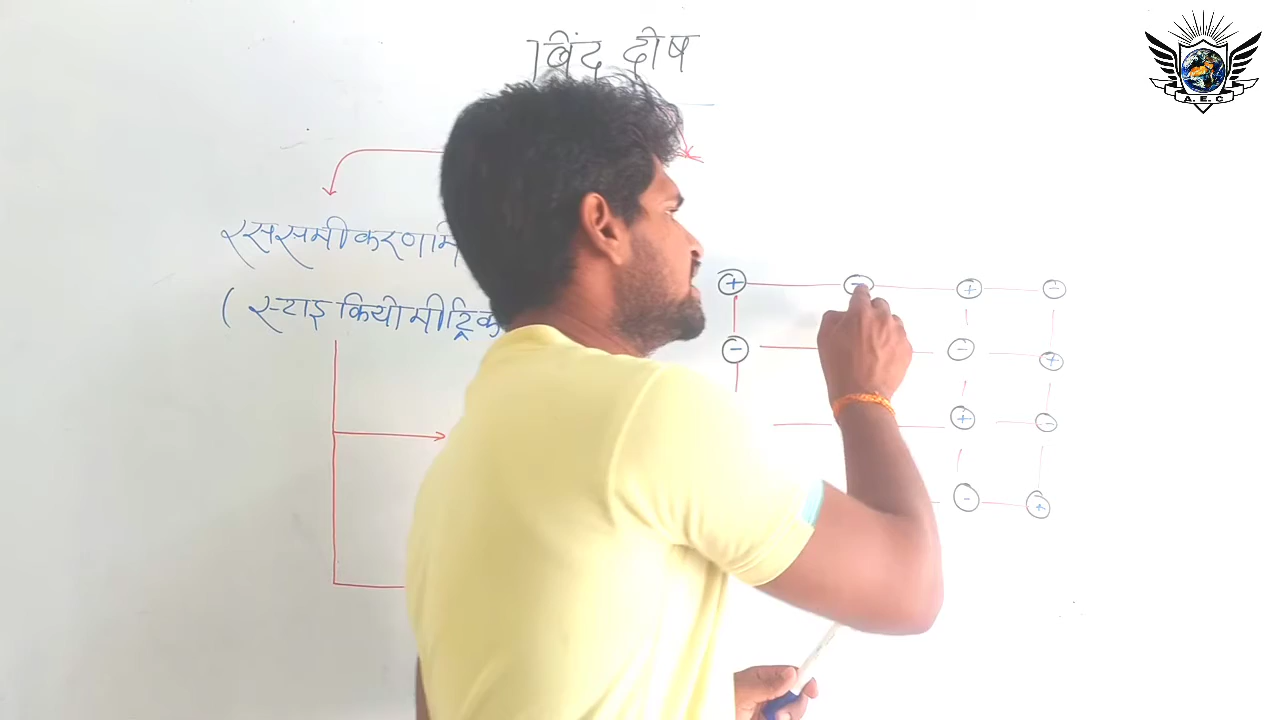 बिंद दोष
रससमीकरणामि
( स्टाइकियोमीट्रिक
+ - + -
- - +
+ -
- +
A. E. C